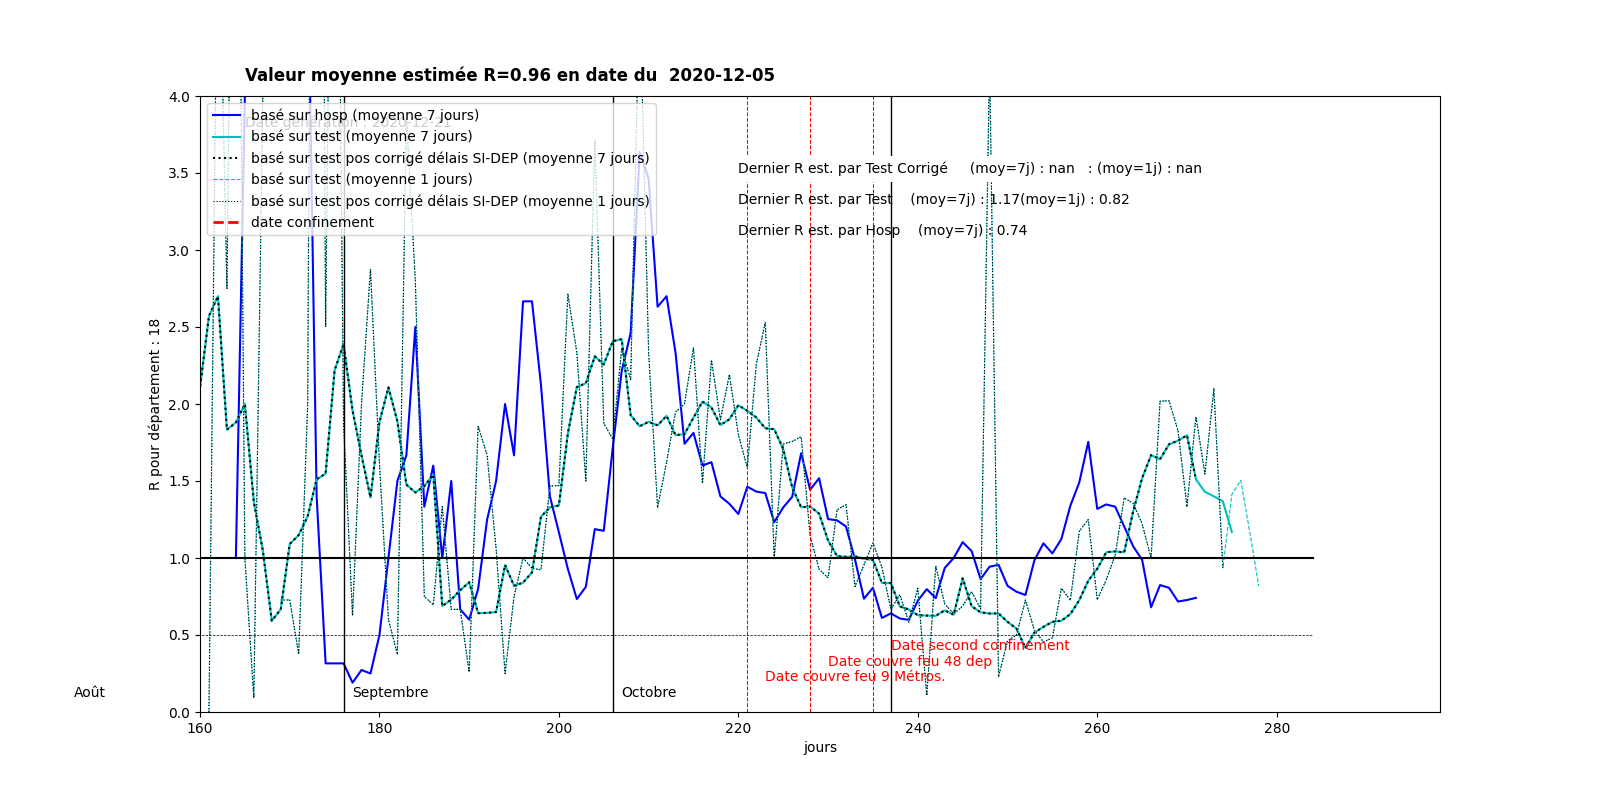 Valeur moyenne estimée R=0.96 en date du  2020-12-05
4.0
3.5
3.0
2.5
2.0
1.5
1.0
0.5
0.0
R pour département : 18
basé sur hosp (moyenne 7 jours)
Date génération : 2020-12-21
basé sur test (moyenne 7 jours)
basé sur test pos corrigé délais SI-DEP (moyenne 7 jours)
basé sur test (moyenne 1 jours)
basé sur test pos corrigé délais SI-DEP (moyenne 1 jours)
date confinement
Dernier R est. par Test Corrigé     (moy=7j) : nan   : (moy=1j) : nan
Dernier R est. par Test    (moy=7j) : 1.17(moy=1j) : 0.82
Dernier R est. par Hosp    (moy=7j) : 0.74
Date second confinement
Date couvre feu 48 dep
Date couvre feu 9 Métros.
Août
Septembre
Octobre
160
180
200
220
240
260
280
jours